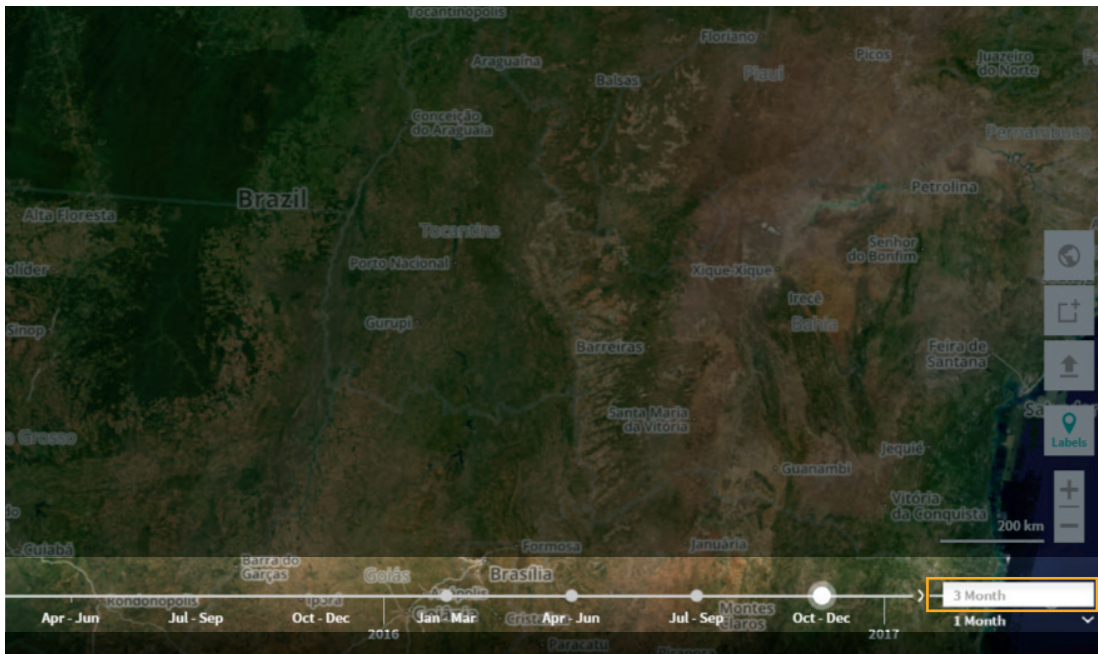 Tocantinópolis
Floriano
Picos
Juazeiro
do Norte
Araguaína
Balsas
Piauí
Conceição
do Araguaia
Pernambuco
Brazil
Petrolina
Alta Floresta
Tocantins
Senhor
do Bonfim
Porto Nacional
Xique-Xique
olíder
Irecê
Bahia
Sinop
Gurupi
Barreiras
Feira de
Santana
Santa Maria
da Vitória
Labels
o Grosso
Jequié
Guanambi
Vitória
da Conquista
200 km
Cuiabá
Formosa
Januária
Barra do
Garças
Goiás
Brasília
Rondonópolis
Iporá
3 Month
Apr - Jun
Jul - Sep
Oct - Dec
Jan - Mar
Apr - Jun
Jul - Sep
Montes
Claros
Oct - Dec
1 Month
2016
2017
Paracatu